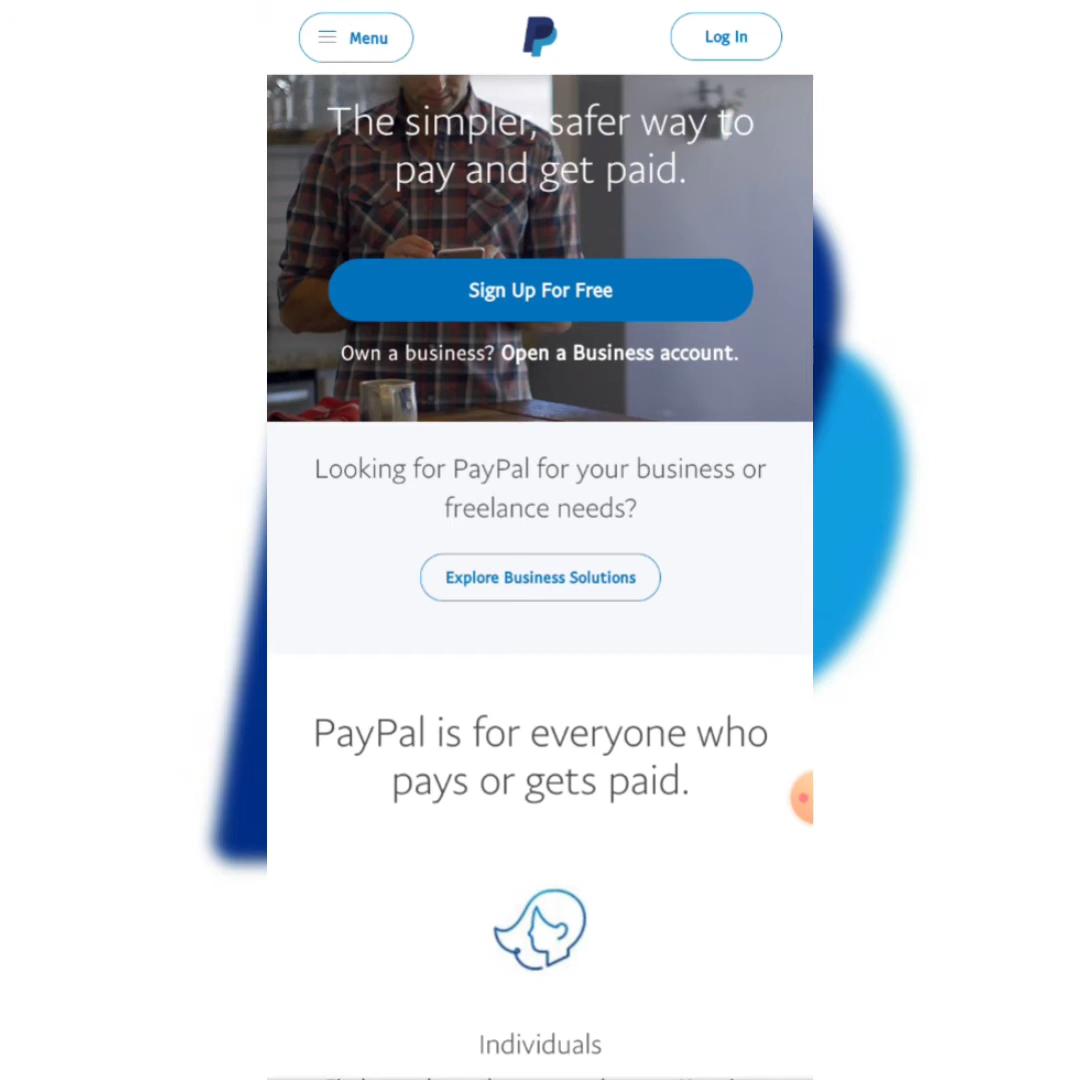 Menu
Log In
The simpler, safer way to
pay and get paid.
Sign Up For Free
Own a business? Open a Business account.
Looking for PayPal for your business or
freelance needs?
Explore Business Solutions
PayPal is for everyone who
pays or gets paid.
Individuals